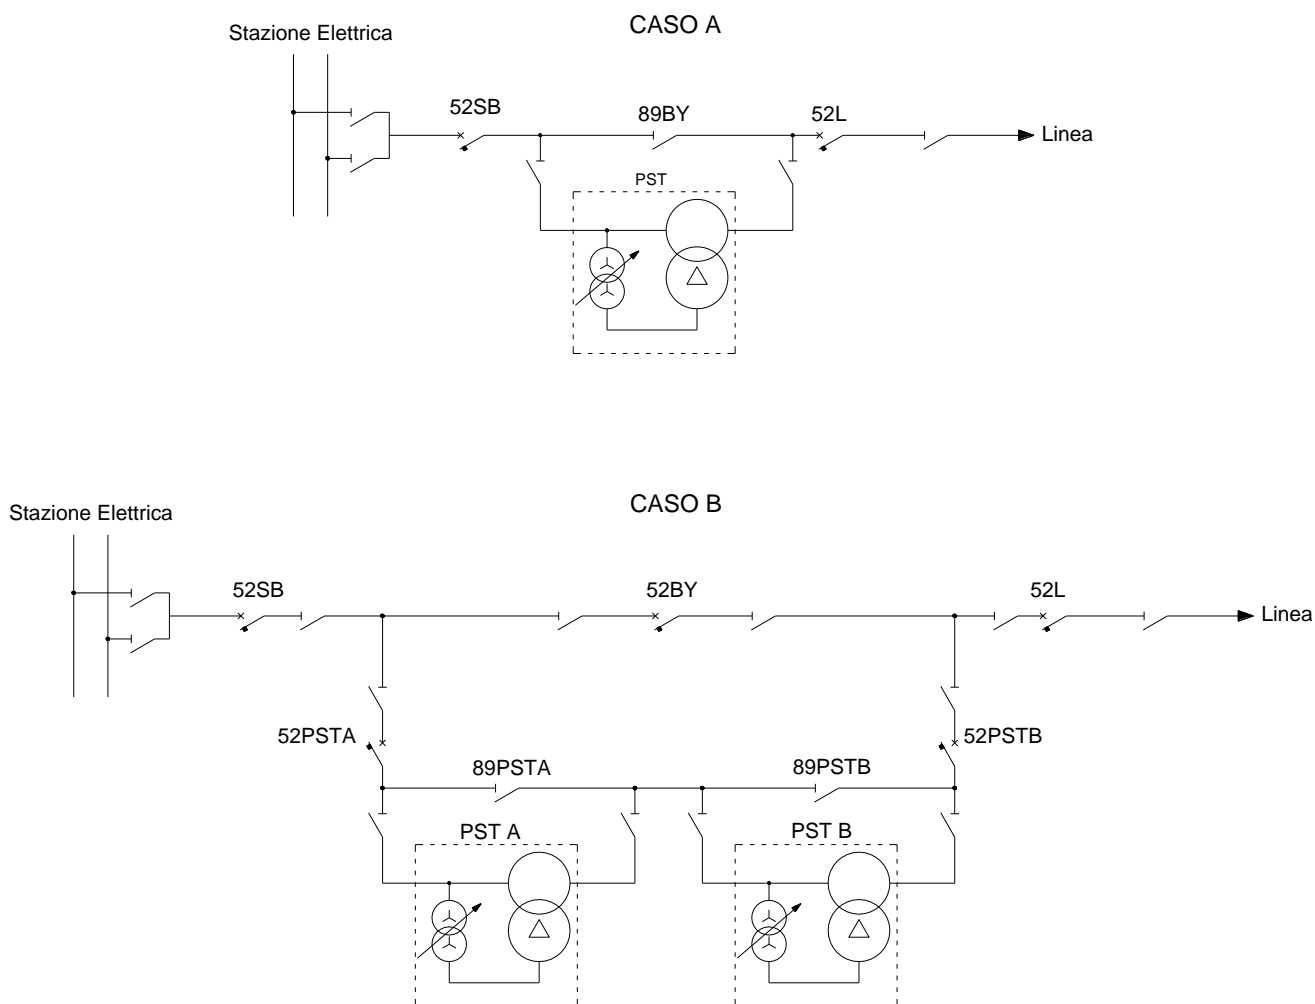 CASO A
Stazione Elettrica
52SB
89BY
52L
Linea
PST
CASO B
Stazione Elettrica
52SB
52BY
52L
Linea
52PSTA
52PSTB
89PSTA
89PSTB
PST A
PST B